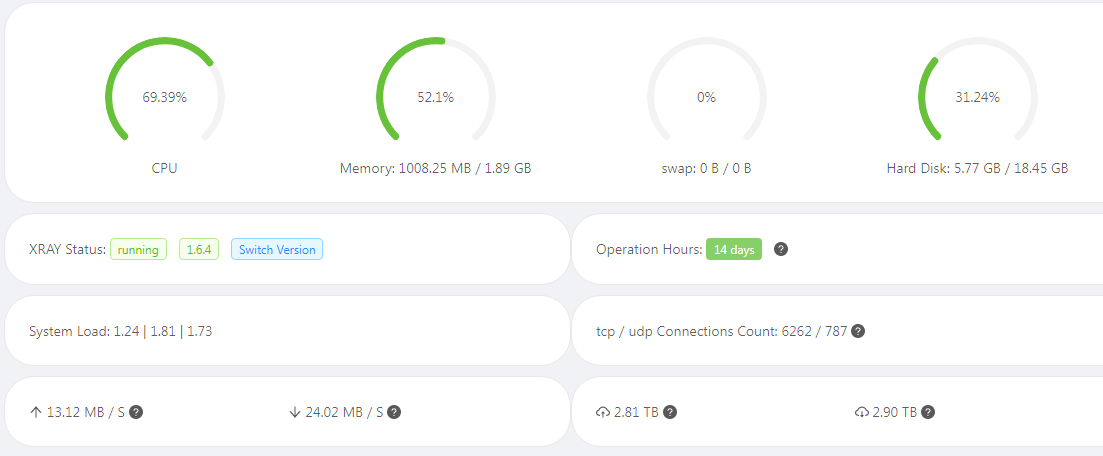 69.39% 52.1% 0% 31.24%
CPU Memory: 1008.25 MB / 1.89 GB swap: 0 B / 0 B Hard Disk: 5.77 GB / 18.45 GB
XRAY Status: running 1.6.4 Switch Version Operation Hours: 14 days ?
System Load: 1.24 | 1.81 | 1.73 tcp / udp Connections Count: 6262 / 787 ?
↑ 13.12 MB / S ? ↓ 24.02 MB / S ? 2.81 TB ? 2.90 TB ?